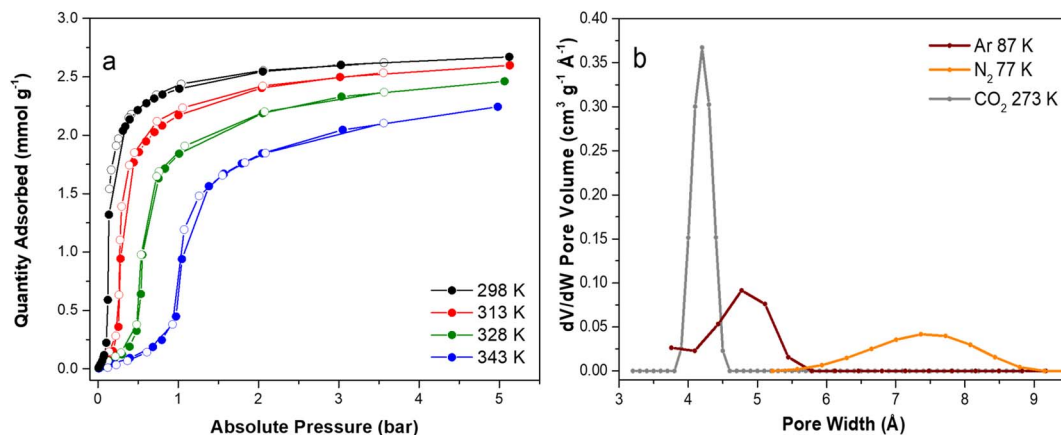 a
Quantity Adsorbed (mmol g⁻¹)
3.0
2.5
2.0
1.5
1.0
0.5
0.0
0
1
2
3
4
5
Absolute Pressure (bar)
298 K
313 K
328 K
343 K
b
dV/dW Pore Volume (cm³ g⁻¹ Å⁻¹)
0.40
0.35
0.30
0.25
0.20
0.15
0.10
0.05
0.00
3
4
5
6
7
8
9
Pore Width (Å)
Ar 87 K
N₂ 77 K
CO₂ 273 K